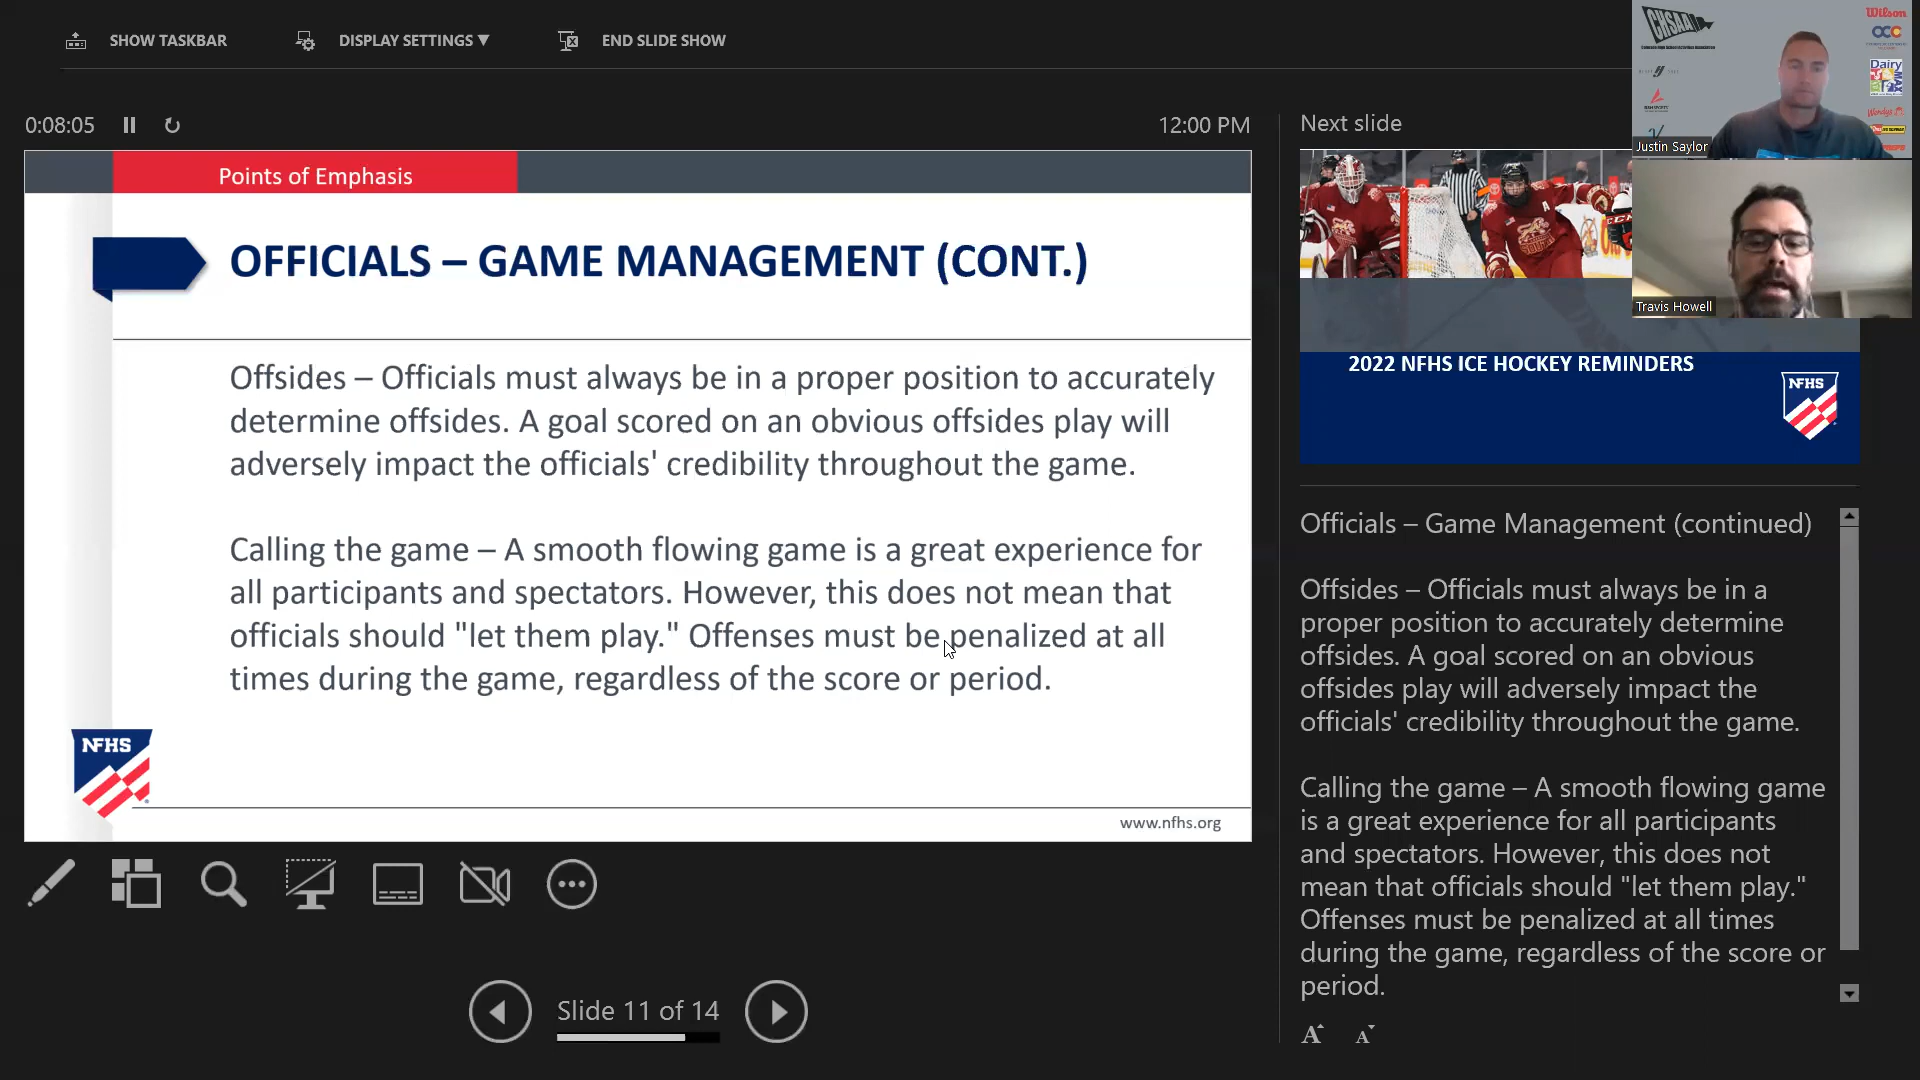 SHOW TASKBAR
DISPLAY SETTINGS ▼
END SLIDE SHOW
0:08:05
12:00 PM
Points of Emphasis
OFFICIALS – GAME MANAGEMENT (CONT.)
Offsides – Officials must always be in a proper position to accurately
determine offsides. A goal scored on an obvious offsides play will
adversely impact the officials' credibility throughout the game.
Calling the game – A smooth flowing game is a great experience for
all participants and spectators. However, this does not mean that
officials should "let them play." Offenses must be penalized at all
times during the game, regardless of the score or period.
NFHS
www.nfhs.org
Slide 11 of 14
Next slide
2022 NFHS ICE HOCKEY REMINDERS
NFHS
Officials – Game Management (continued)
Offsides – Officials must always be in a
proper position to accurately determine
offsides. A goal scored on an obvious
offsides play will adversely impact the
officials' credibility throughout the game.
Calling the game – A smooth flowing game
is a great experience for all participants
and spectators. However, this does not
mean that officials should "let them play."
Offenses must be penalized at all times
during the game, regardless of the score or
period.
A A
CHSAA
Wilson
OCC
Dairy
MAX
Wendy's
Justin Saylor
Travis Howell